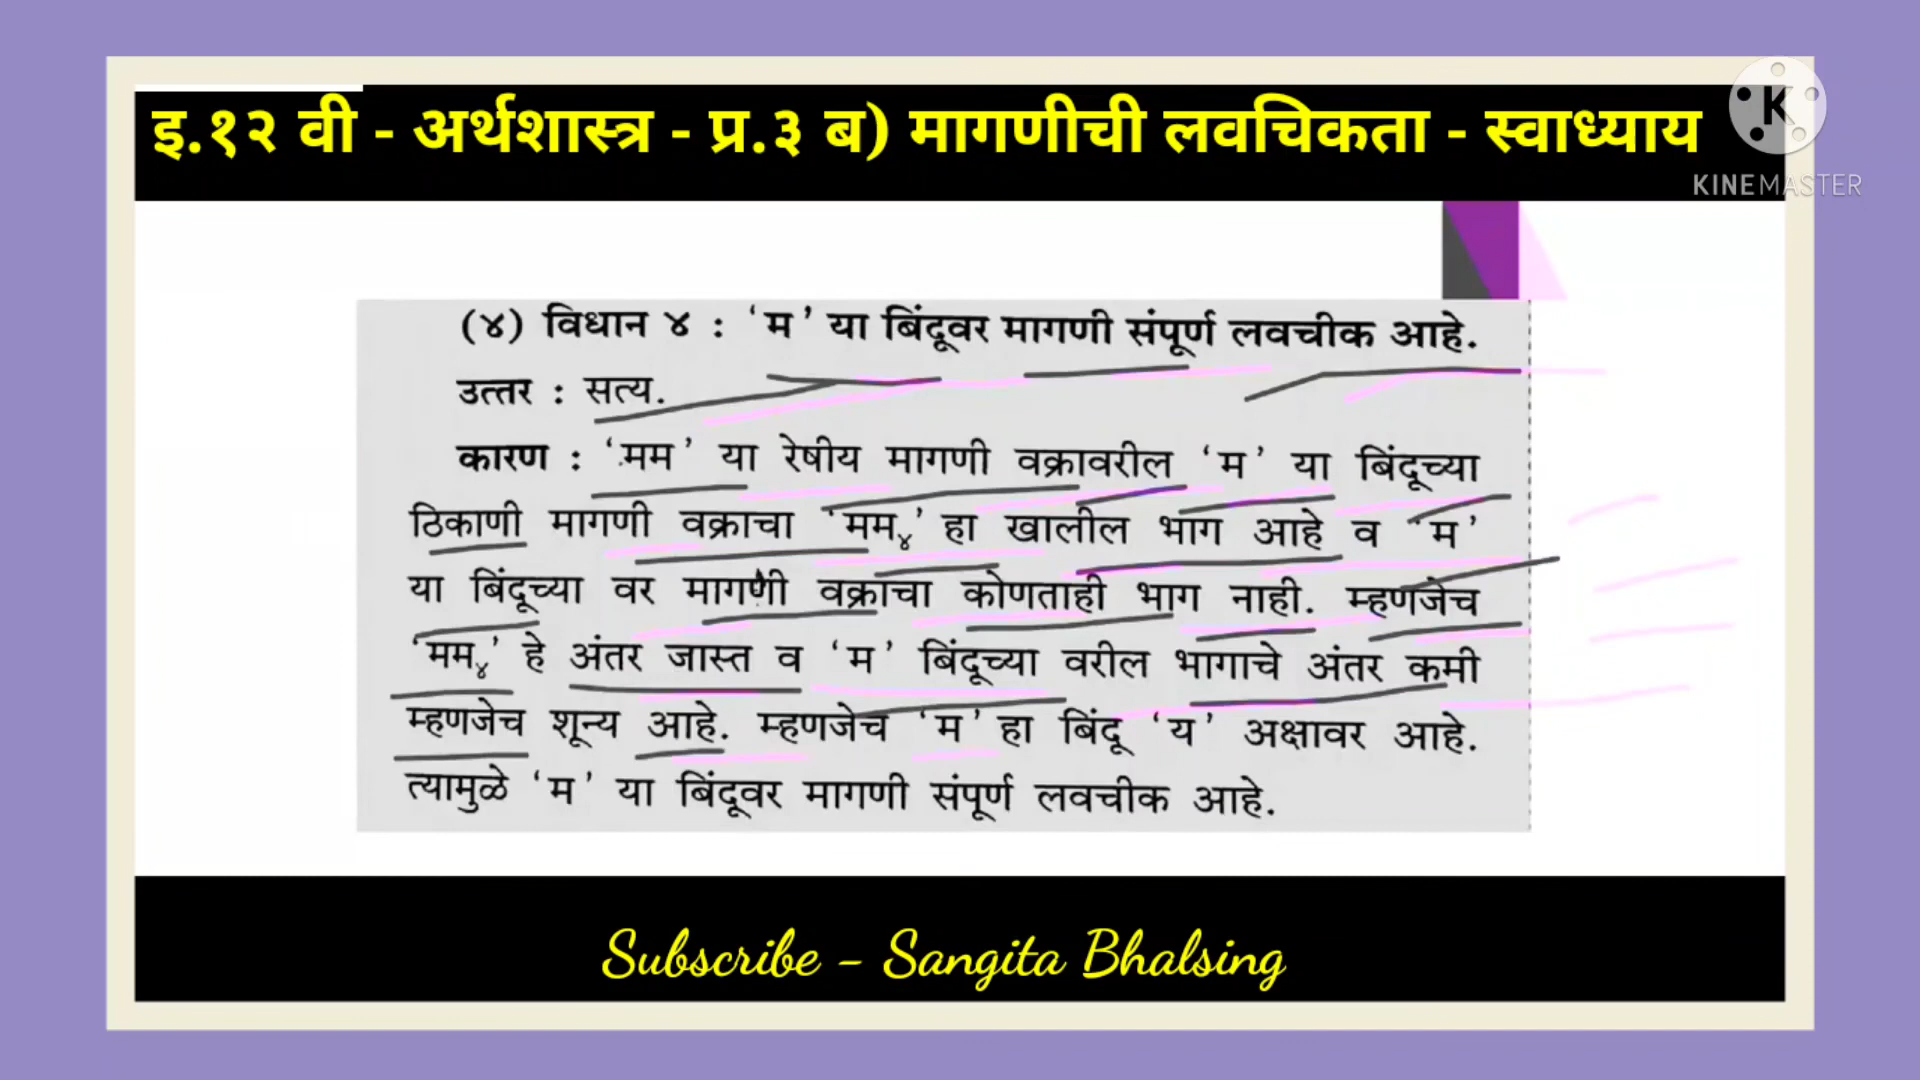 इ.१२ वी - अर्थशास्त्र - प्र.३ ब) मागणीची लवचिकता - स्वाध्याय
KINEMASTER
(४) विधान ४ : ‘म’ या बिंदूवर मागणी संपूर्ण लवचीक आहे.
उत्तर : सत्य.
कारण : ‘मम’ या रेषीय मागणी वक्रावरील ‘म’ या बिंदूच्या
ठिकाणी मागणी वक्राचा ‘मम₄’ हा खालील भाग आहे व ‘म’
या बिंदूच्या वर मागणी वक्राचा कोणताही भाग नाही. म्हणजेच
‘मम₄’ हे अंतर जास्त व ‘म’ बिंदूच्या वरील भागाचे अंतर कमी
म्हणजेच शून्य आहे. म्हणजेच ‘म’ हा बिंदू ‘य’ अक्षावर आहे.
त्यामुळे ‘म’ या बिंदूवर मागणी संपूर्ण लवचीक आहे.
Subscribe - Sangita Bhalsing